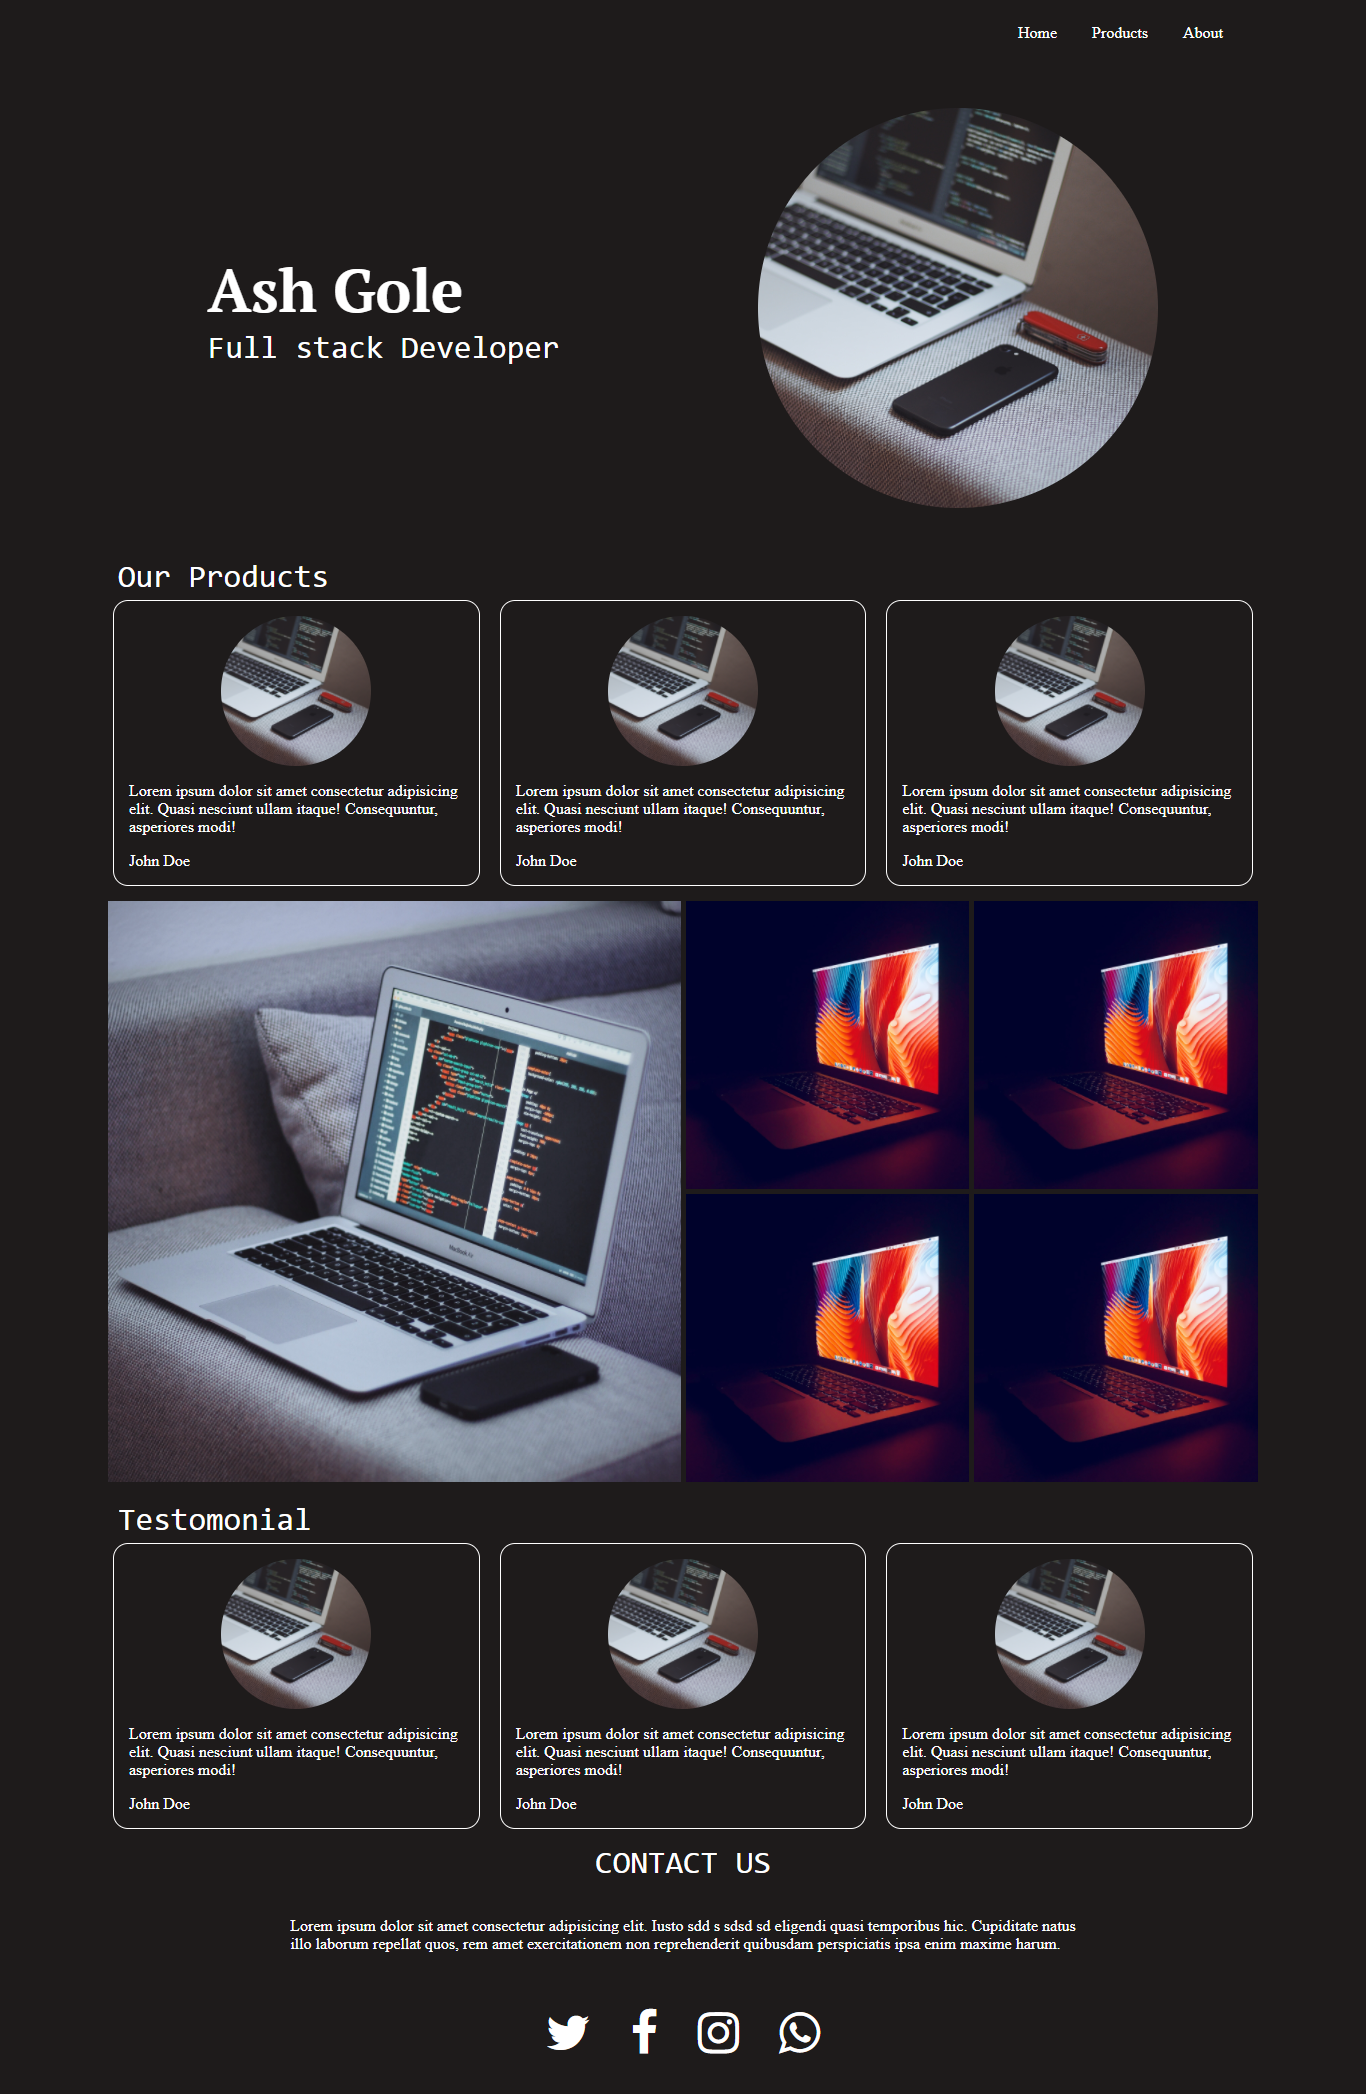 Home Products About
Ash Gole
Full stack Developer
Our Products
Lorem ipsum dolor sit amet consectetur adipisicing
elit. Quasi nesciunt ullam itaque! Consequuntur,
asperiores modi!
John Doe
Lorem ipsum dolor sit amet consectetur adipisicing
elit. Quasi nesciunt ullam itaque! Consequuntur,
asperiores modi!
John Doe
Lorem ipsum dolor sit amet consectetur adipisicing
elit. Quasi nesciunt ullam itaque! Consequuntur,
asperiores modi!
John Doe
Testomonial
Lorem ipsum dolor sit amet consectetur adipisicing
elit. Quasi nesciunt ullam itaque! Consequuntur,
asperiores modi!
John Doe
Lorem ipsum dolor sit amet consectetur adipisicing
elit. Quasi nesciunt ullam itaque! Consequuntur,
asperiores modi!
John Doe
Lorem ipsum dolor sit amet consectetur adipisicing
elit. Quasi nesciunt ullam itaque! Consequuntur,
asperiores modi!
John Doe
CONTACT US
Lorem ipsum dolor sit amet consectetur adipisicing elit. Iusto sdd s sdsd sd eligendi quasi temporibus hic. Cupiditate natus
illo laborum repellat quos, rem amet exercitationem non reprehenderit quibusdam perspiciatis ipsa enim maxime harum.